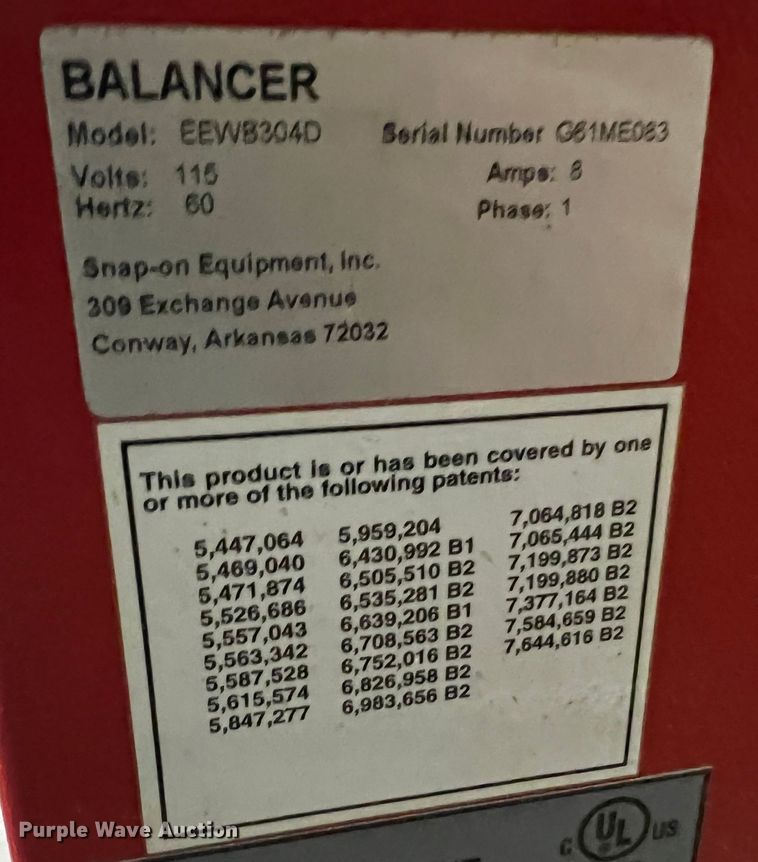 BALANCER
Model: EEWB304D Serial Number G61ME063
Volts: 115 Amps: 8
Hertz: 60 Phase: 1
Snap-on Equipment, Inc.
309 Exchange Avenue
Conway, Arkansas 72032
This product is or has been covered by one
or more of the following patents:
5,447,064
5,469,040
5,471,874
5,526,686
5,557,043
5,563,342
5,587,528
5,615,574
5,847,277
5,959,204
6,430,992 B1
6,505,510 B2
6,535,281 B2
6,639,206 B1
6,708,563 B2
6,752,016 B2
6,826,958 B2
6,983,656 B2
7,064,818 B2
7,065,444 B2
7,199,873 B2
7,199,880 B2
7,377,164 B2
7,584,659 B2
7,644,616 B2
C UL US
Purple Wave Auction